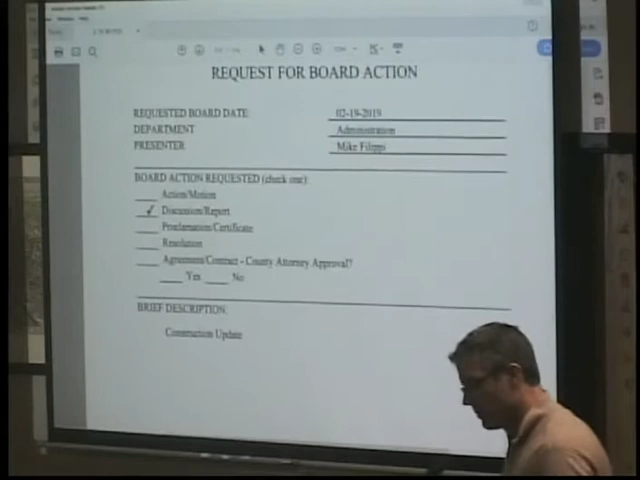 REQUEST FOR BOARD ACTION
REQUESTED BOARD DATE: 02-19-2019
DEPARTMENT Administration
PRESENTER Mike Filippi
BOARD ACTION REQUESTED (check one):
Action/Motion
✓ Discussion/Report
Proclamation/Certificate
Resolution
Agreement/Contract - County Attorney Approval?
Yes No
BRIEF DESCRIPTION:
Construction Update